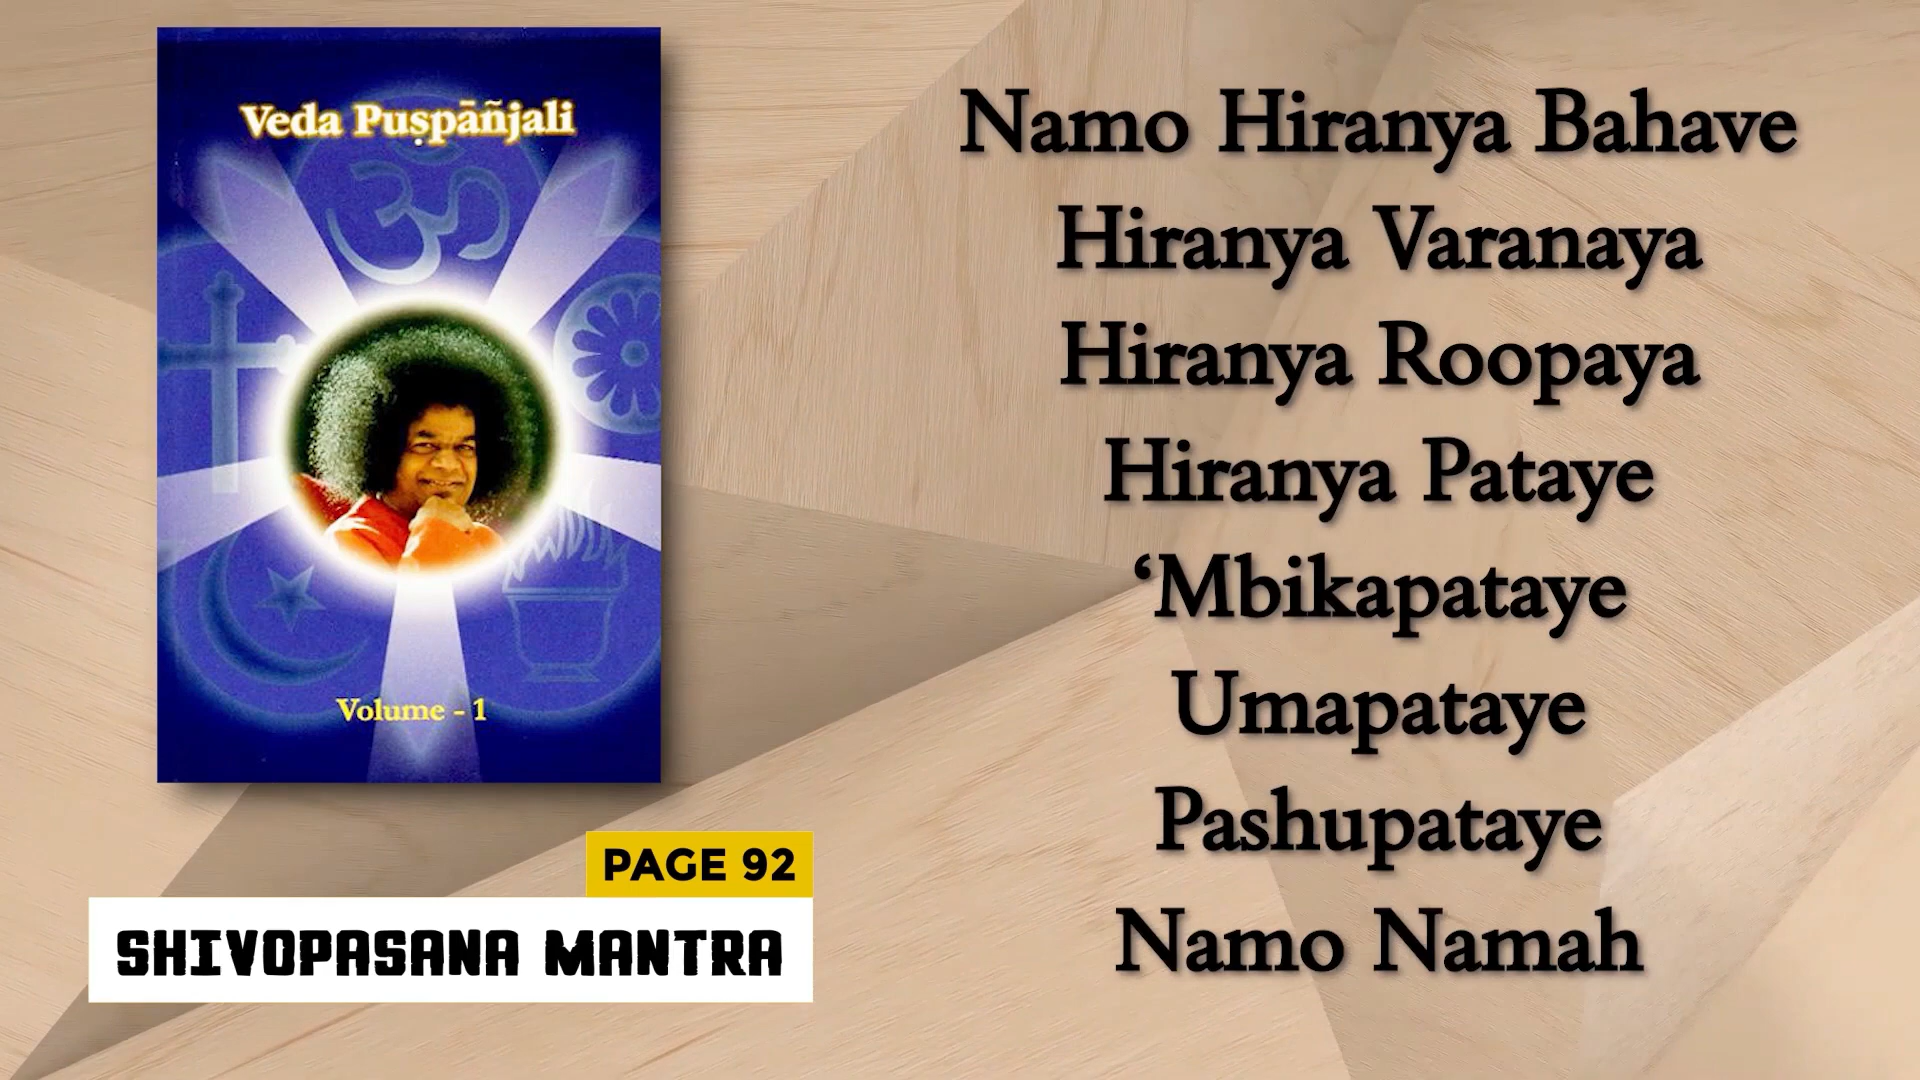 Veda Puṣpāñjali
Volume - 1
PAGE 92
SHIVOPASANA MANTRA
Namo Hiranya Bahave
Hiranya Varanaya
Hiranya Roopaya
Hiranya Pataye
‘Mbikapataye
Umapataye
Pashupataye
Namo Namah